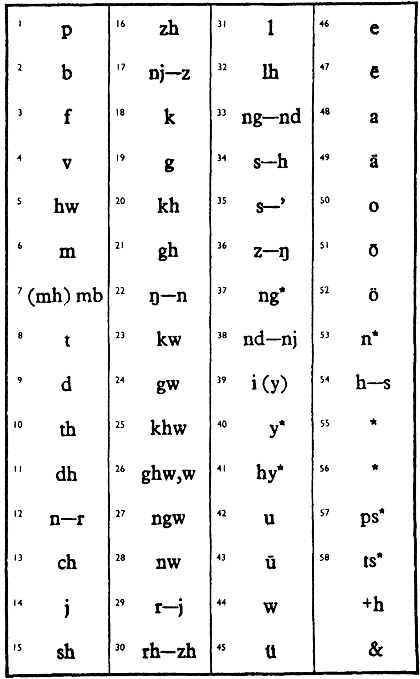 1 p 16 zh 31 l 46 e
2 b 17 nj—z 32 lh 47 ē
3 f 18 k 33 ng—nd 48 a
4 v 19 g 34 s—h 49 ā
5 hw 20 kh 35 s—’ 50 o
6 m 21 gh 36 z—ŋ 51 ō
7 (mh) mb 22 ŋ—n 37 ng* 52 ö
8 t 23 kw 38 nd—nj 53 n*
9 d 24 gw 39 i (y) 54 h—s
10 th 25 khw 40 y* 55 *
11 dh 26 ghw,w 41 hy* 56 *
12 n—r 27 ngw 42 u 57 ps*
13 ch 28 nw 43 ū 58 ts*
14 j 29 r—j 44 w +h
15 sh 30 rh—zh 45 ü &